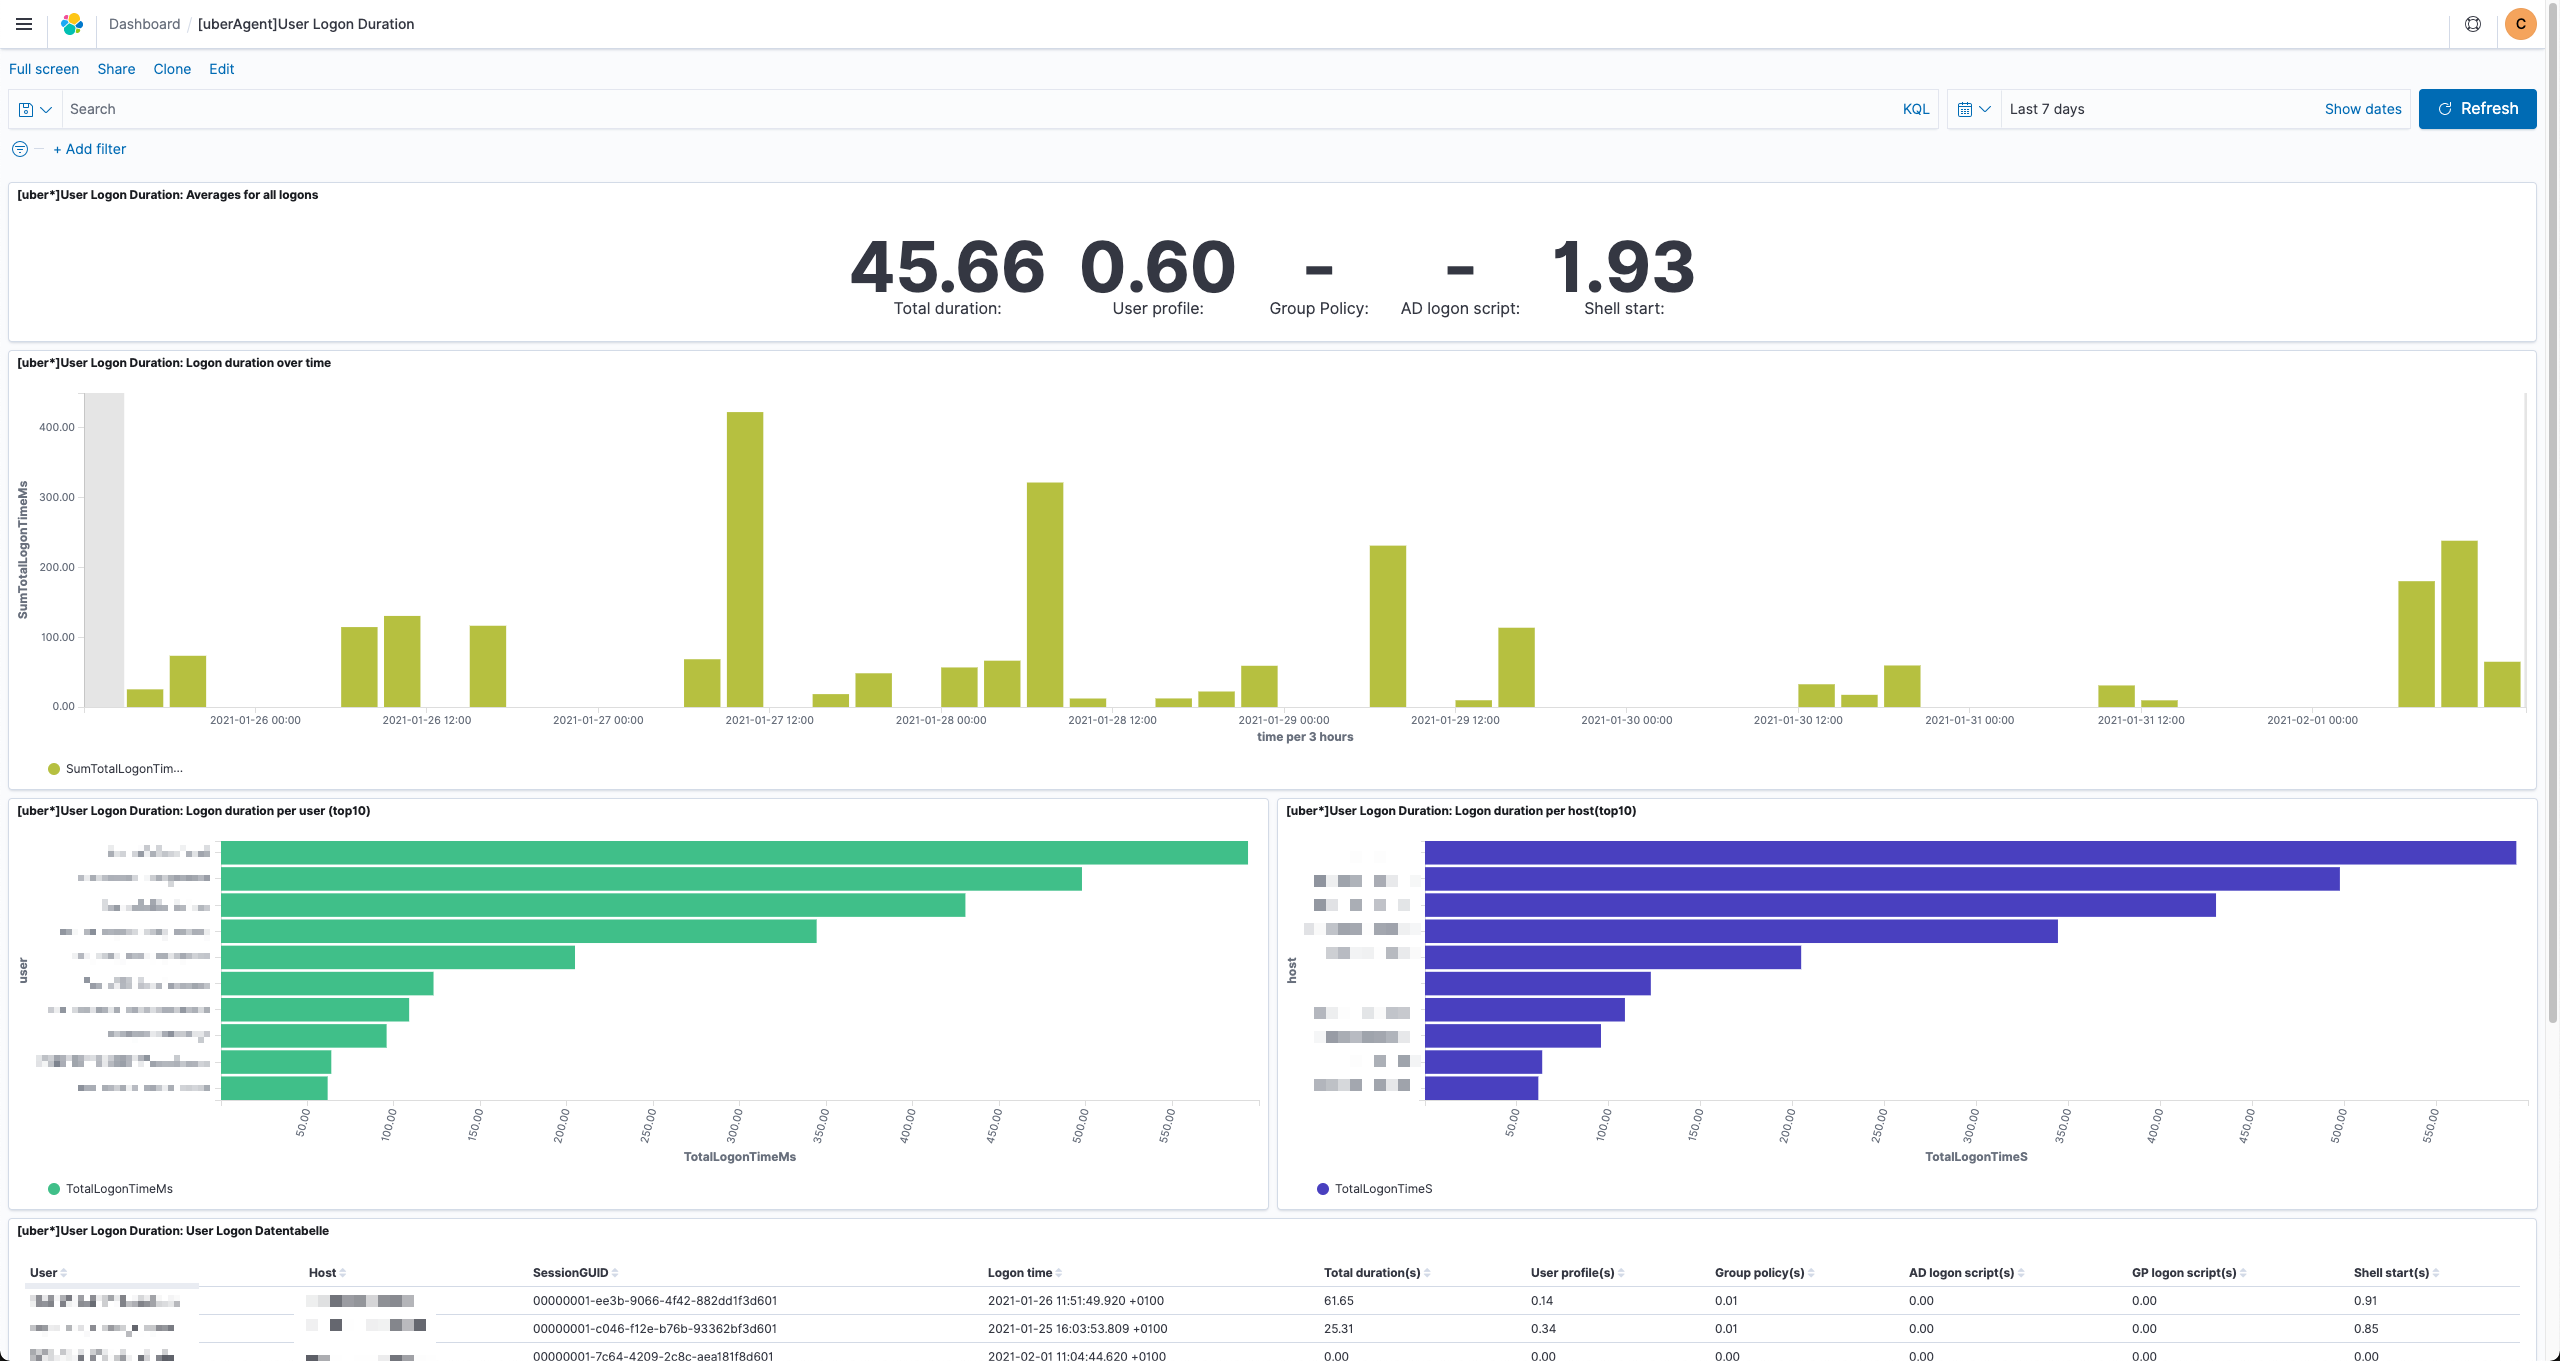 Dashboard / [uberAgent]User Logon Duration
C
Full screen Share Clone Edit
Search KQL Last 7 days Show dates Refresh
+ Add filter
[uber*]User Logon Duration: Averages for all logons
45.66 0.60 - - 1.93
Total duration: User profile: Group Policy: AD logon script: Shell start:
[uber*]User Logon Duration: Logon duration over time
SumTotalLogonTimeMs
400.00
300.00
200.00
100.00
0.00
2021-01-26 00:00 2021-01-26 12:00 2021-01-27 00:00 2021-01-27 12:00 2021-01-28 00:00 2021-01-28 12:00 2021-01-29 00:00 2021-01-29 12:00 2021-01-30 00:00 2021-01-30 12:00 2021-01-31 00:00 2021-01-31 12:00 2021-02-01 00:00
time per 3 hours
SumTotalLogonTim...
[uber*]User Logon Duration: Logon duration per user (top10)
user
50.00 100.00 150.00 200.00 250.00 300.00 350.00 400.00 450.00 500.00 550.00
TotalLogonTimeMs
TotalLogonTimeMs
[uber*]User Logon Duration: Logon duration per host(top10)
host
50.00 100.00 150.00 200.00 250.00 300.00 350.00 400.00 450.00 500.00 550.00
TotalLogonTimeS
TotalLogonTimeS
[uber*]User Logon Duration: User Logon Datentabelle
User Host SessionGUID Logon time Total duration(s) User profile(s) Group policy(s) AD logon script(s) GP logon script(s) Shell start(s)
00000001-ee3b-9066-4f42-882dd1f3d601 2021-01-26 11:51:49.920 +0100 61.65 0.14 0.01 0.00 0.00 0.91
00000001-c046-f12e-b76b-93362bf3d601 2021-01-25 16:03:53.809 +0100 25.31 0.34 0.01 0.00 0.00 0.85
00000001-7c64-4209-2c8c-aea181f8d601 2021-02-01 11:04:44.620 +0100 0.00 0.00 0.00 0.00 0.00 0.00